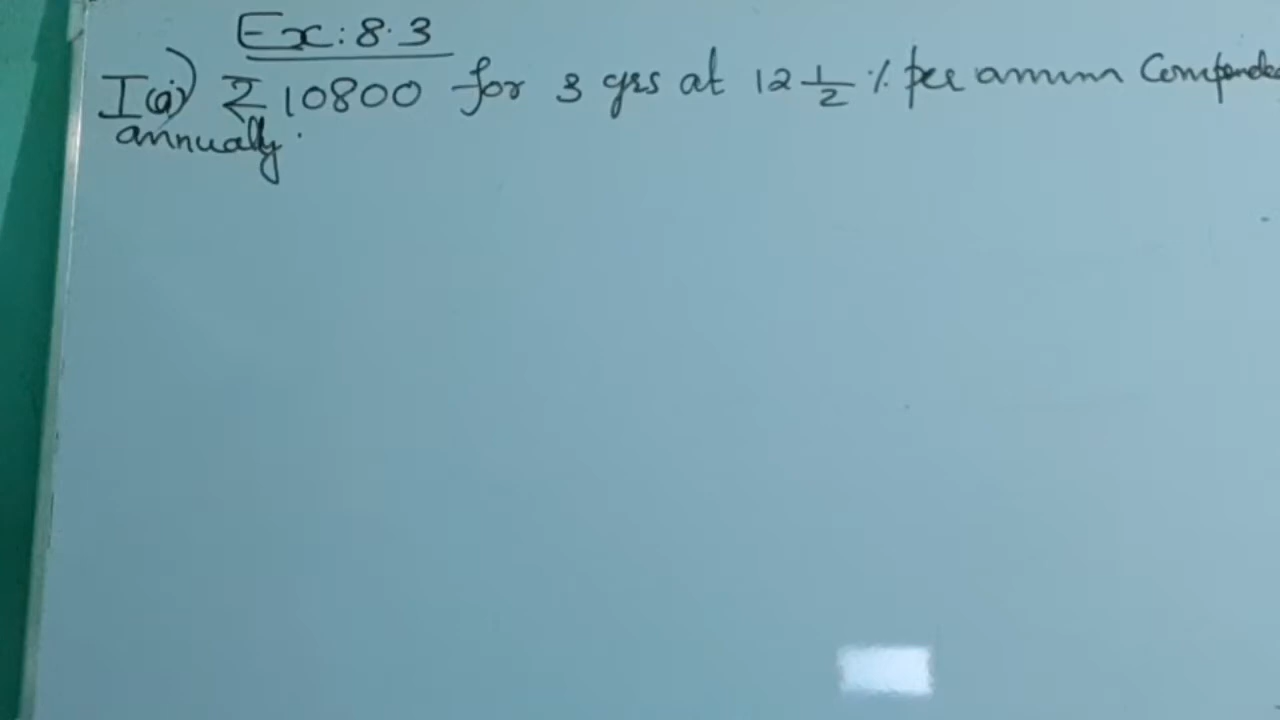 Ex: 8.3
I(a) ₹ 10800 for 3 yrs at 12 1/2 % per annum Compounded
annually.